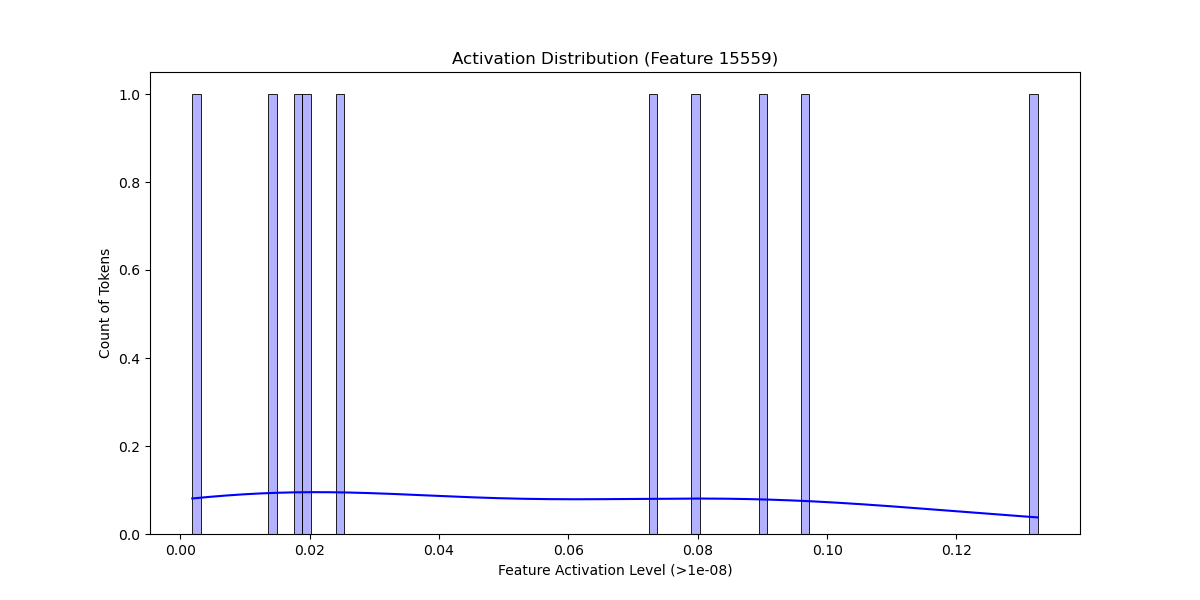 Activation Distribution (Feature 15559)
1.0
0.8
0.6
0.4
0.2
0.0
Count of Tokens
0.00 0.02 0.04 0.06 0.08 0.10 0.12
Feature Activation Level (>1e-08)